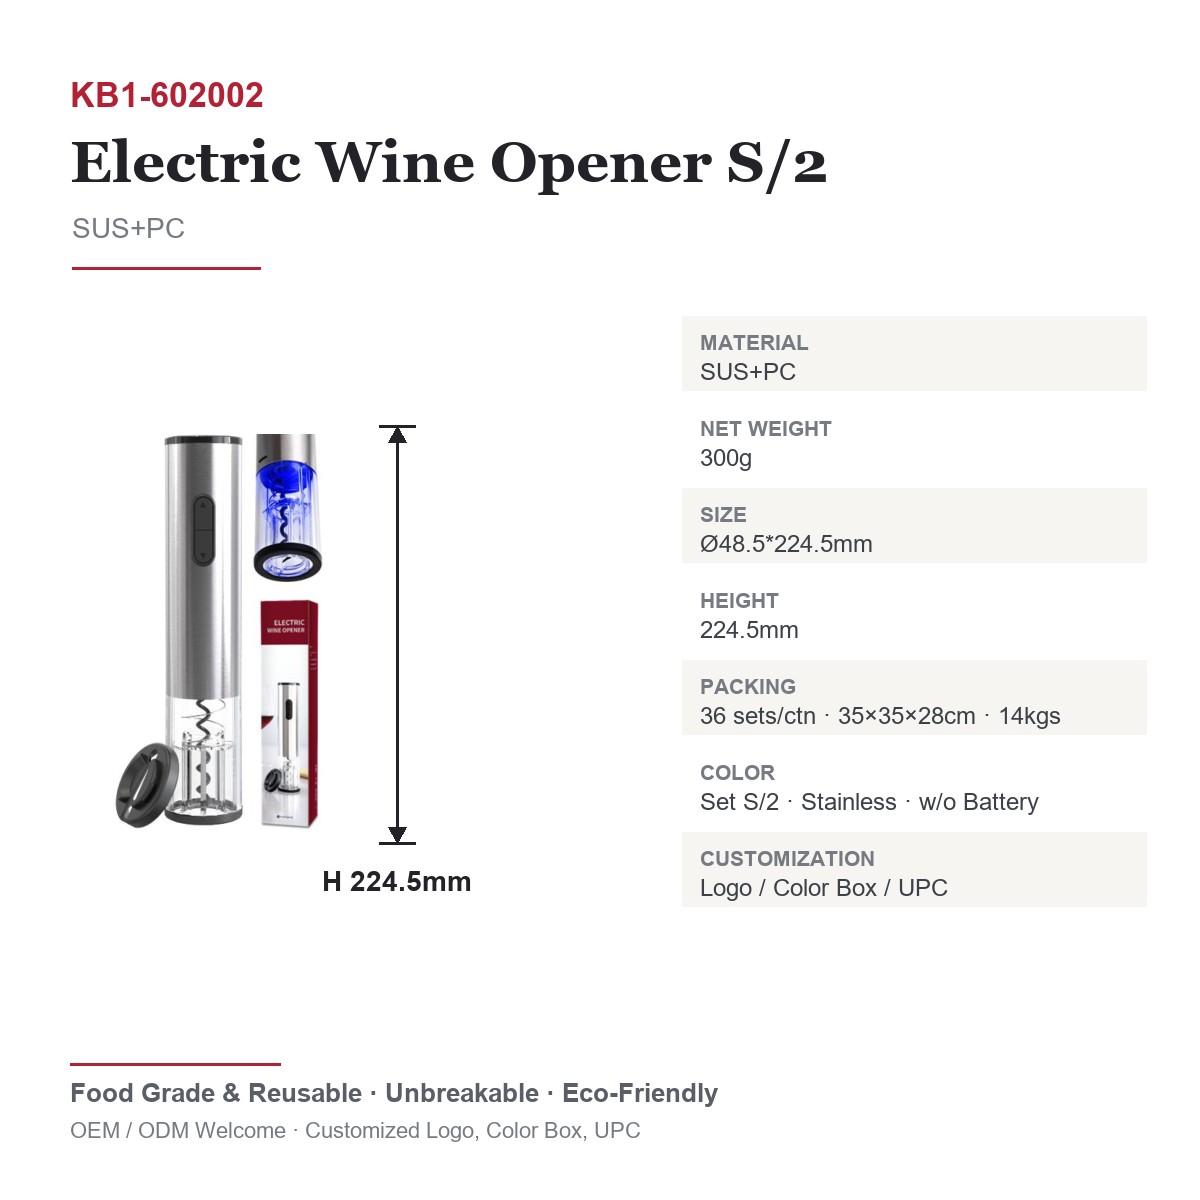 KB1-602002
Electric Wine Opener S/2
SUS+PC
MATERIAL
SUS+PC
NET WEIGHT
300g
SIZE
Ø48.5*224.5mm
HEIGHT
224.5mm
PACKING
36 sets/ctn · 35×35×28cm · 14kgs
COLOR
Set S/2 · Stainless · w/o Battery
CUSTOMIZATION
Logo / Color Box / UPC
ELECTRIC
WINE OPENER
H 224.5mm
Food Grade & Reusable · Unbreakable · Eco-Friendly
OEM / ODM Welcome · Customized Logo, Color Box, UPC